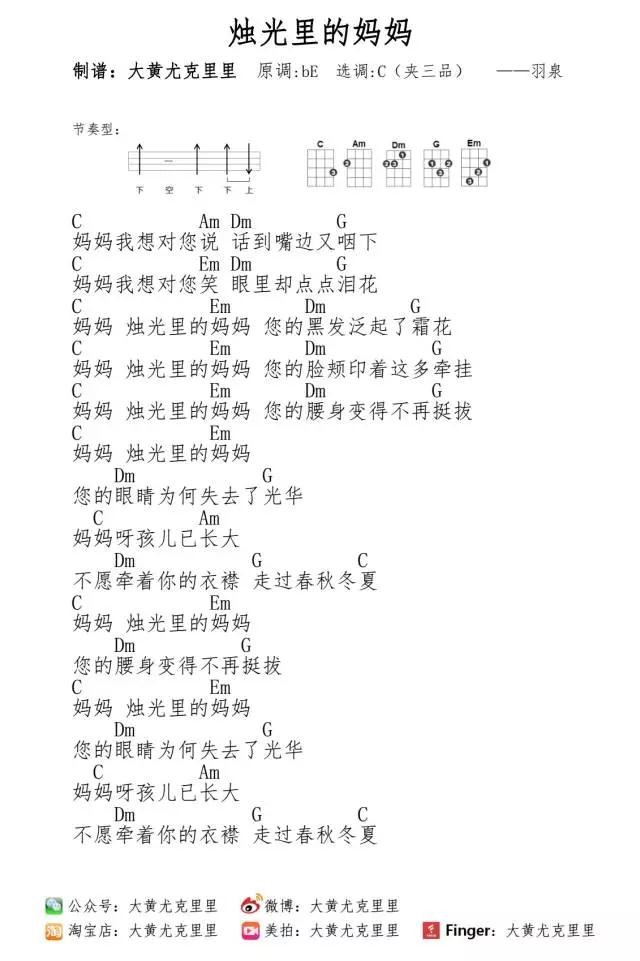 烛光里的妈妈
制谱：大黄尤克里里 原调:bE 选调:C（夹三品） ——羽泉
节奏型：
C Am Dm G Em
3 2 2 3 1 1 2 3 1 2 3
下 空 下 下 上
C Am Dm G
妈妈我想对您说 话到嘴边又咽下
C Em Dm G
妈妈我想对您笑 眼里却点点泪花
C Em Dm G
妈妈 烛光里的妈妈 您的黑发泛起了霜花
C Em Dm G
妈妈 烛光里的妈妈 您的脸颊印着这多牵挂
C Em Dm G
妈妈 烛光里的妈妈 您的腰身变得不再挺拔
C Em
妈妈 烛光里的妈妈
Dm G
您的眼睛为何失去了光华
C Am
妈妈呀孩儿已长大
Dm G C
不愿牵着你的衣襟 走过春秋冬夏
C Em
妈妈 烛光里的妈妈
Dm G
您的腰身变得不再挺拔
C Em
妈妈 烛光里的妈妈
Dm G
您的眼睛为何失去了光华
C Am
妈妈呀孩儿已长大
Dm G C
不愿牵着你的衣襟 走过春秋冬夏
公众号：大黄尤克里里 微博：大黄尤克里里
淘 淘宝店：大黄尤克里里 美拍：大黄尤克里里 Finger：大黄尤克里里